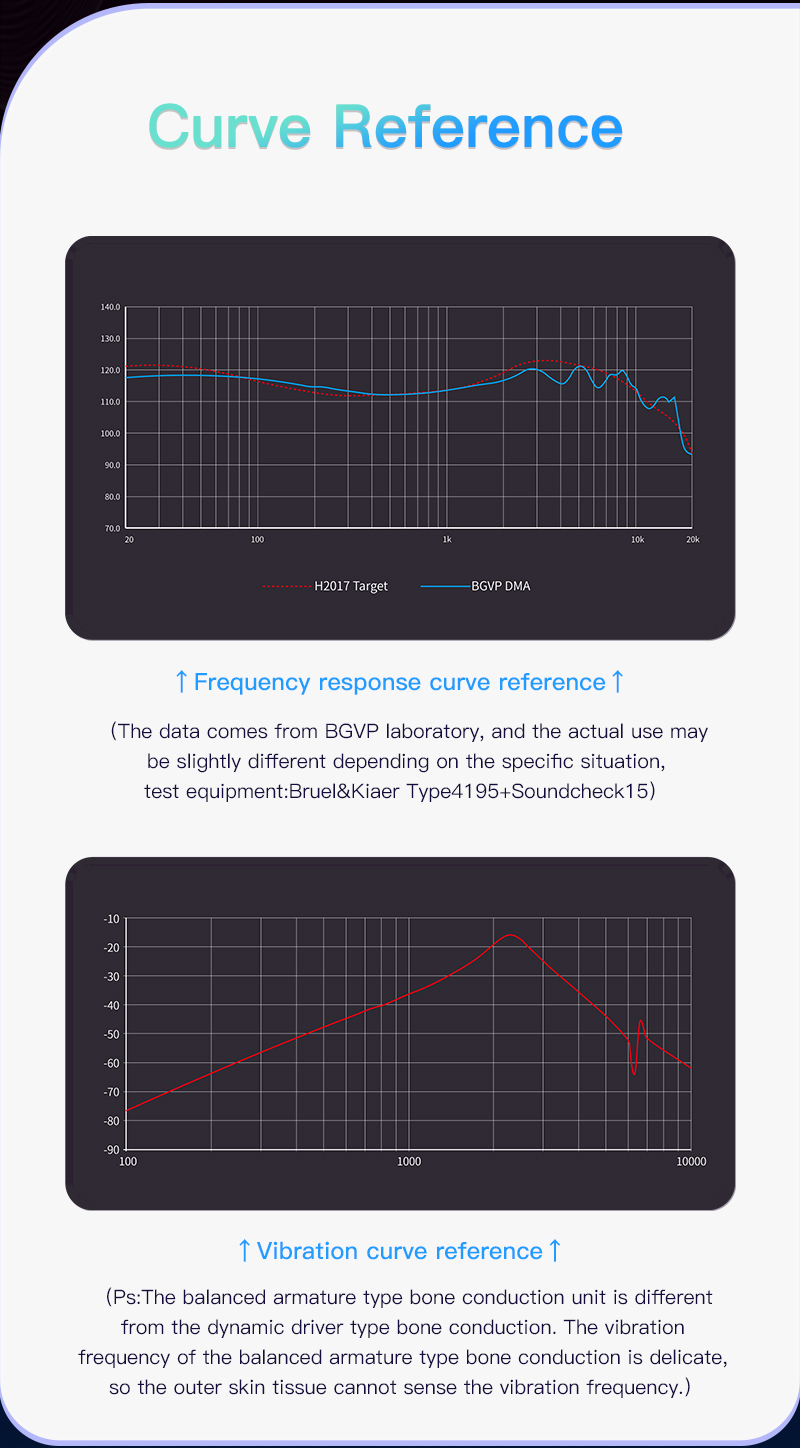 Curve Reference
140.0
130.0
120.0
110.0
100.0
90.0
80.0
70.0
20 100 1k 10k 20k
H2017 Target BGVP DMA
↑Frequency response curve reference↑
(The data comes from BGVP laboratory, and the actual use may
be slightly different depending on the specific situation,
test equipment:Bruel&Kiaer Type4195+Soundcheck15)
-10
-20
-30
-40
-50
-60
-70
-80
-90
100 1000 10000
↑Vibration curve reference↑
(Ps:The balanced armature type bone conduction unit is different
from the dynamic driver type bone conduction. The vibration
frequency of the balanced armature type bone conduction is delicate,
so the outer skin tissue cannot sense the vibration frequency.)